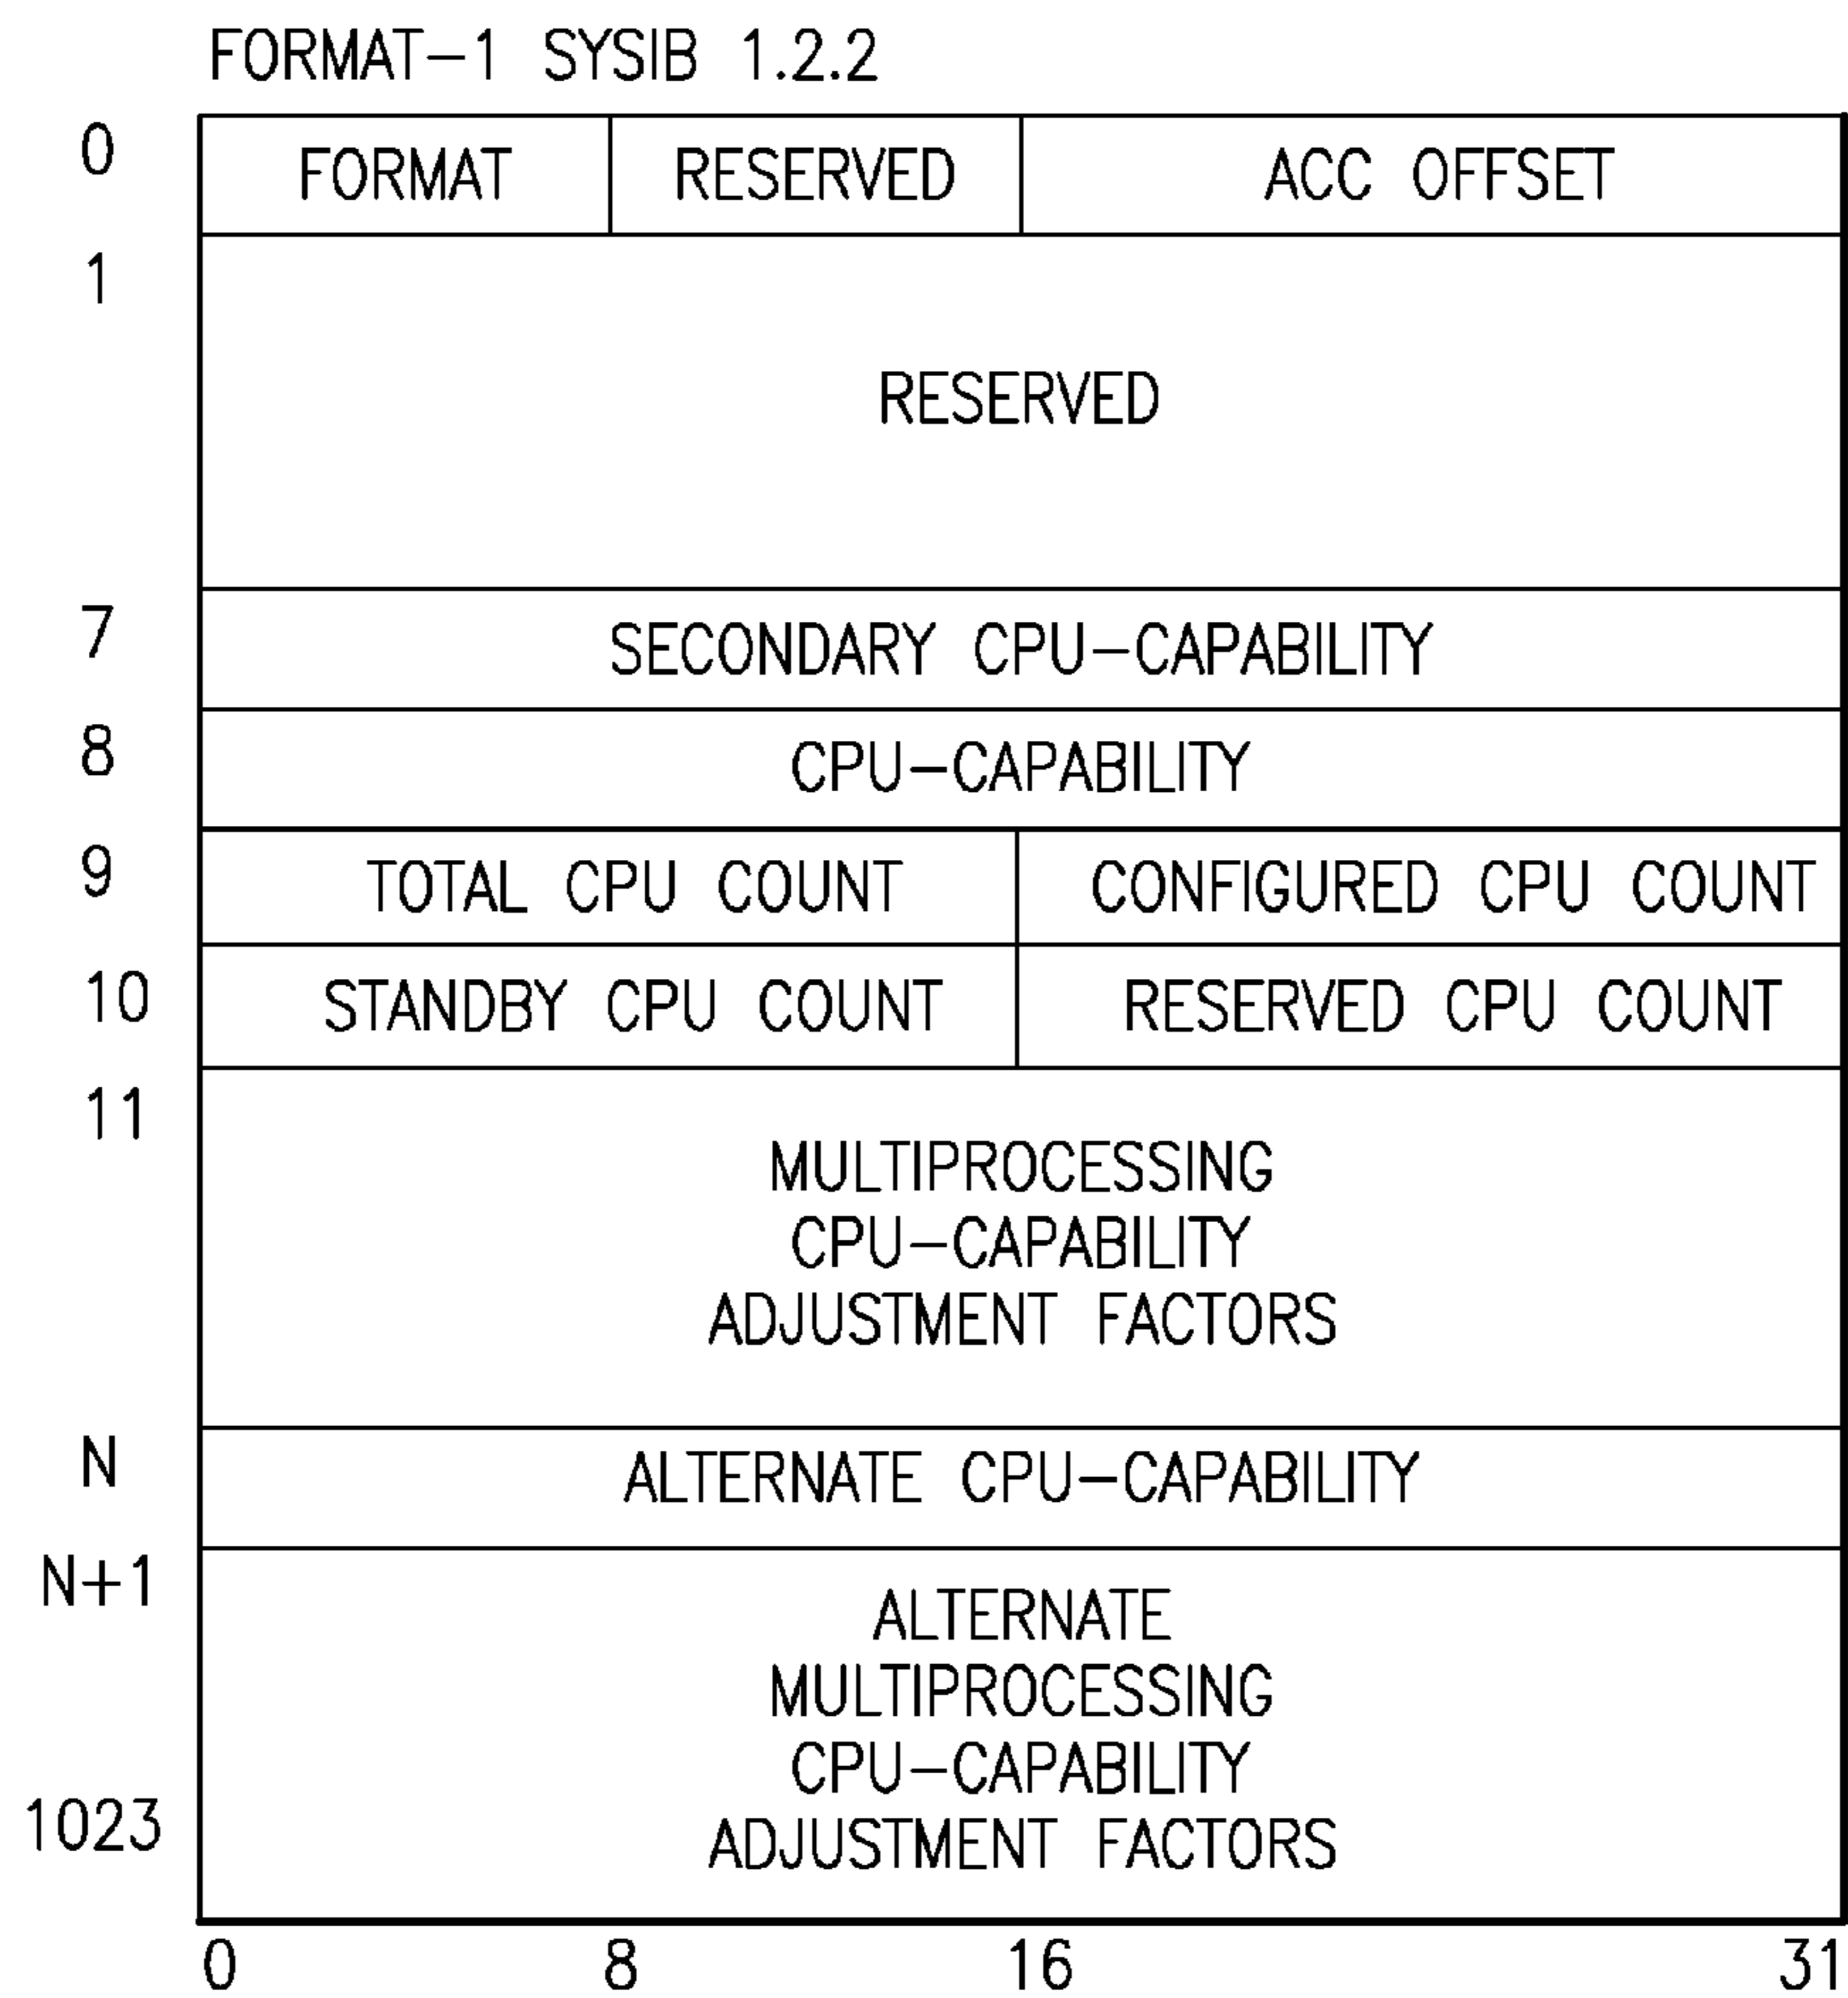 FORMAT-1 SYSIB 1.2.2
0 FORMAT RESERVED ACC OFFSET
1
RESERVED
7 SECONDARY CPU-CAPABILITY
8 CPU-CAPABILITY
9 TOTAL CPU COUNT CONFIGURED CPU COUNT
10 STANDBY CPU COUNT RESERVED CPU COUNT
11
MULTIPROCESSING
CPU-CAPABILITY
ADJUSTMENT FACTORS
N ALTERNATE CPU-CAPABILITY
N+1
ALTERNATE
MULTIPROCESSING
CPU-CAPABILITY
1023 ADJUSTMENT FACTORS
0 8 16 31